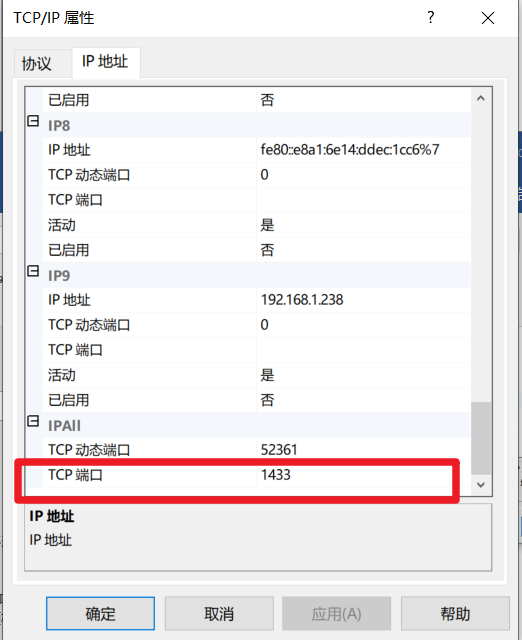 TCP/IP 属性
?
协议 IP 地址
已启用 否
IP8
IP 地址 fe80::e8a1:6e14:ddec:1cc6%7
TCP 动态端口 0
TCP 端口
活动 是
已启用 否
IP9
IP 地址 192.168.1.238
TCP 动态端口 0
TCP 端口
活动 是
已启用 否
IPAll
TCP 动态端口 52361
TCP 端口 1433
IP 地址
IP 地址
确定 取消 应用(A) 帮助